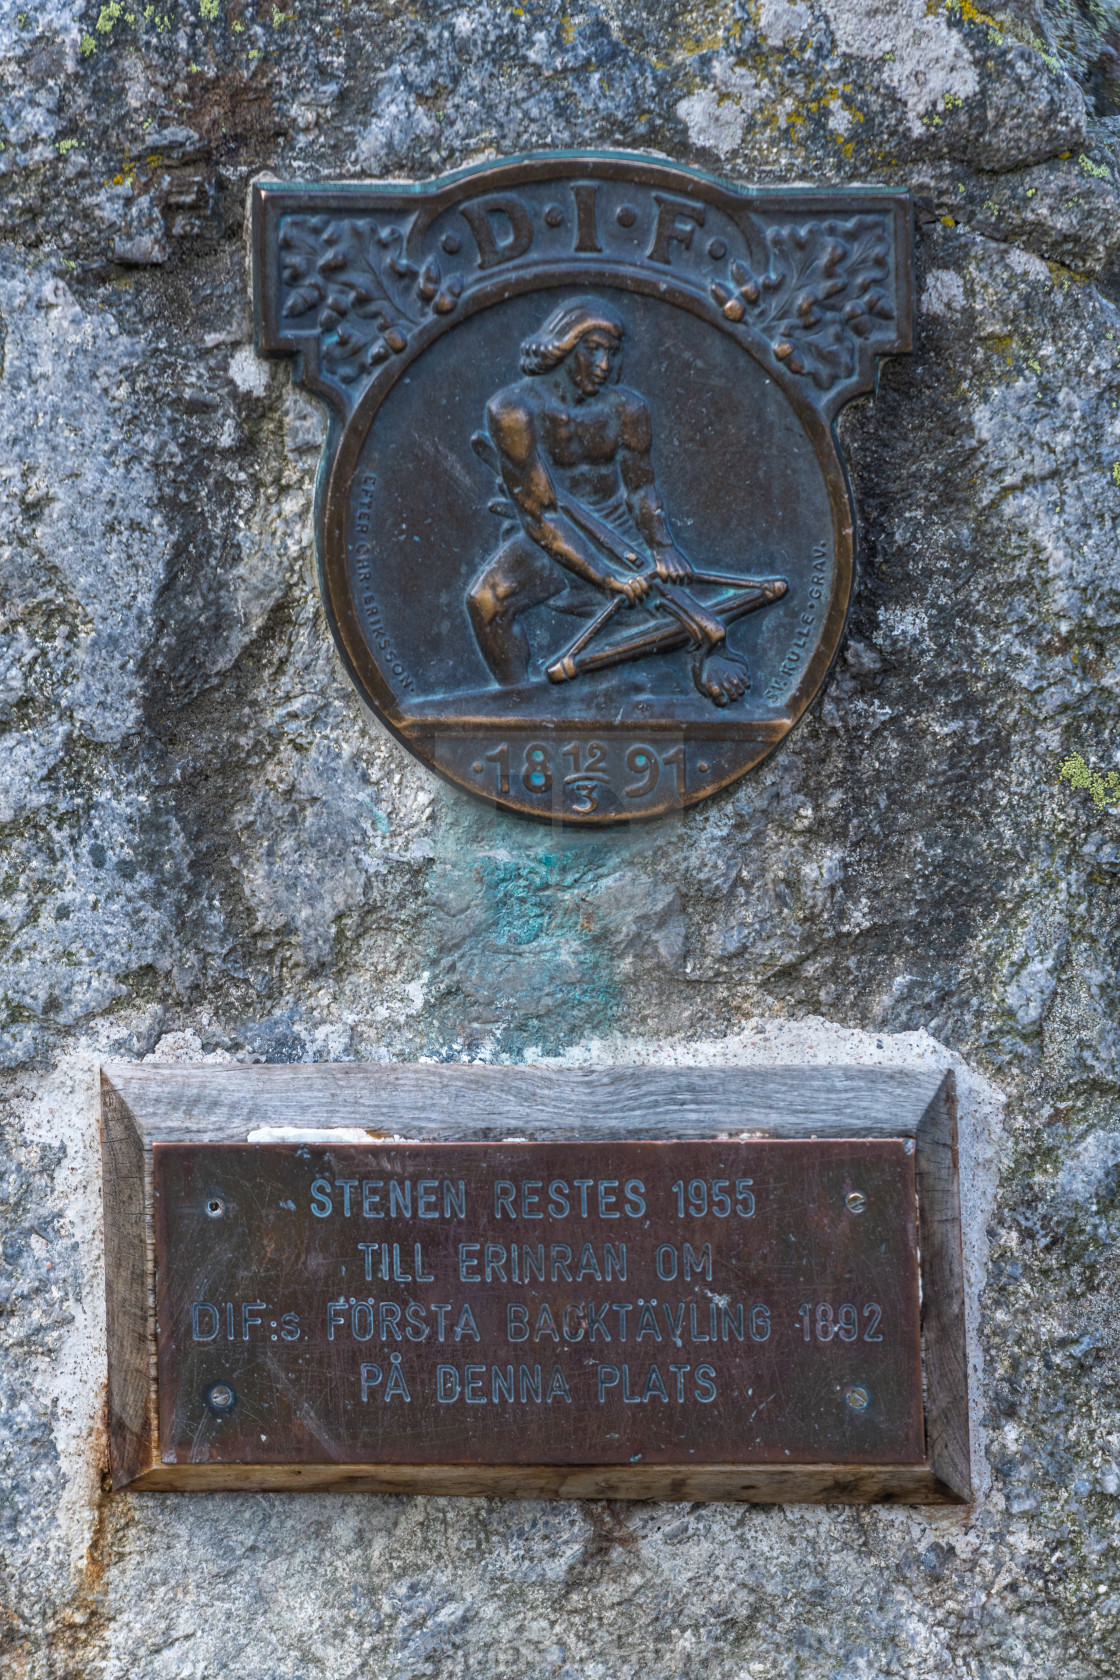 ·D·I·F·
EFTER CHR·ERIKSSON.
SV·KULLE·GRAV.
·18 12/3 91·
STENEN RESTES 1955
TILL ERINRAN OM
DIF:s FÖRSTA BACKTÄVLING 1892
PÅ DENNA PLATS